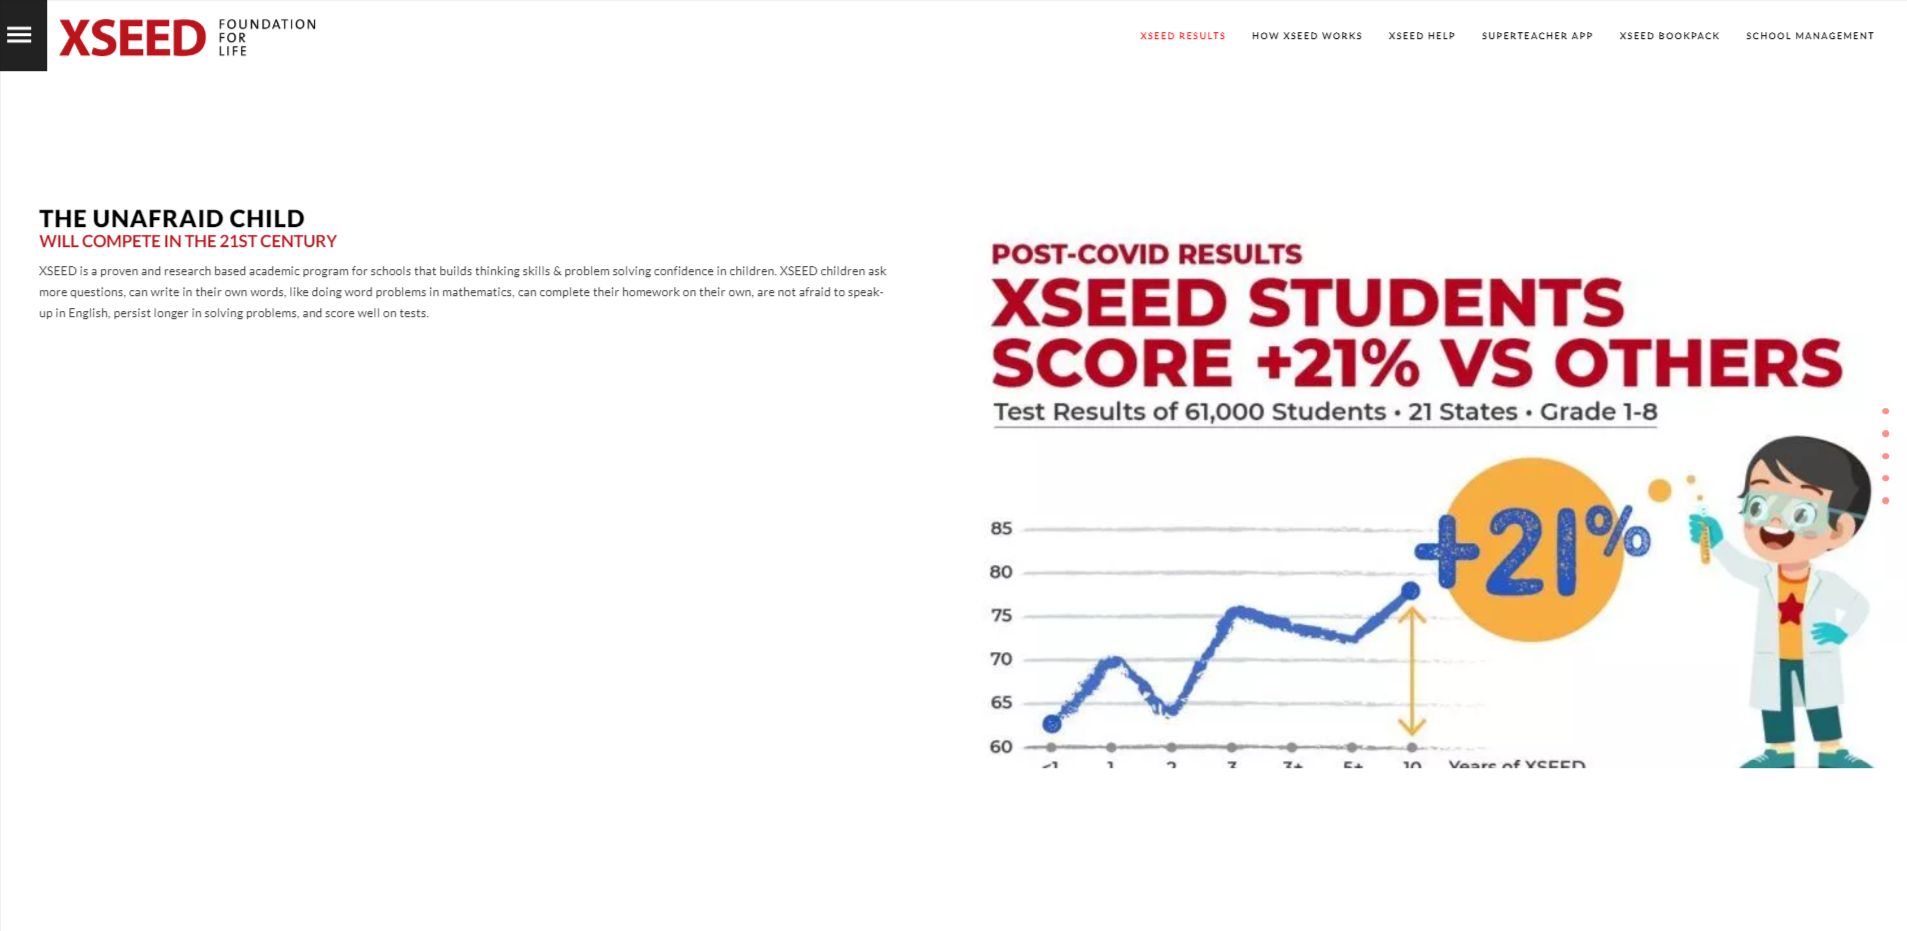 XSEED
FOUNDATION
FOR
LIFE
XSEED RESULTS
HOW XSEED WORKS
XSEED HELP
SUPERTEACHER APP
XSEED BOOKPACK
SCHOOL MANAGEMENT
THE UNAFRAID CHILD
WILL COMPETE IN THE 21ST CENTURY
XSEED is a proven and research based academic program for schools that builds thinking skills & problem solving confidence in children. XSEED children ask
more questions, can write in their own words, like doing word problems in mathematics, can complete their homework on their own, are not afraid to speak-
up in English, persist longer in solving problems, and score well on tests.
POST-COVID RESULTS
XSEED STUDENTS
SCORE +21% VS OTHERS
Test Results of 61,000 Students • 21 States • Grade 1-8
+21%
85
80
75
70
65
60
<1 1 2 3 3+ 5+ 10 Years of XSEED